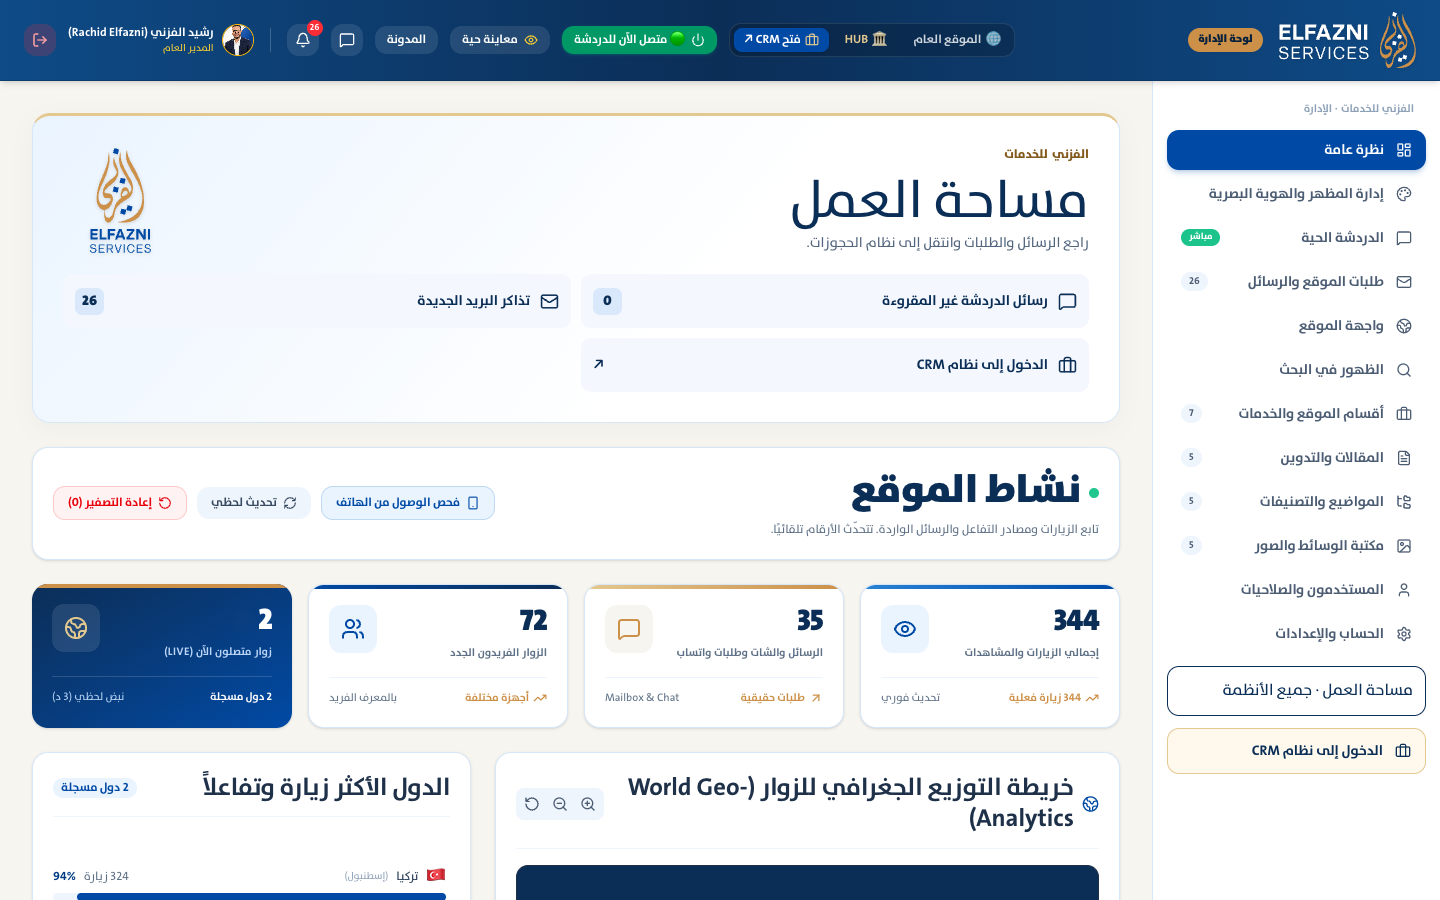 ELFAZNI
SERVICES
لوحة الإدارة
الموقع العام
HUB
فتح CRM ↗
متصل الآن للدردشة
معاينة حية
المدونة
26
رشيد الفزني (Rachid Elfazni)
المدير العام
الفزني للخدمات · الإدارة
نظرة عامة
إدارة المظهر والهوية البصرية
الدردشة الحية
مباشر
طلبات الموقع والرسائل
26
واجهة الموقع
الظهور في البحث
أقسام الموقع والخدمات
7
المقالات والتدوين
5
المواضيع والتصنيفات
5
مكتبة الوسائط والصور
5
المستخدمون والصلاحيات
الحساب والإعدادات
مساحة العمل · جميع الأنظمة
الدخول إلى نظام CRM
الفزني للخدمات
مساحة العمل
راجع الرسائل والطلبات وانتقل إلى نظام الحجوزات.
الفزني
ELFAZNI
SERVICES
رسائل الدردشة غير المقروءة
0
تذاكر البريد الجديدة
26
الدخول إلى نظام CRM
↗
نشاط الموقع
تابع الزيارات ومصادر التفاعل والرسائل الواردة. تتحدّث الأرقام تلقائيًا.
فحص الوصول من الهاتف
تحديث لحظي
إعادة التصفير (0)
344
إجمالي الزيارات والمشاهدات
344 زيارة فعلية
تحديث فوري
35
الرسائل والشات وطلبات واتساب
طلبات حقيقية
Mailbox & Chat
72
الزوار الفريدون الجدد
أجهزة مختلفة
بالمعرف الفريد
2
زوار متصلون الآن (LIVE)
2 دول مسجلة
نبض لحظي (3 د)
خريطة التوزيع الجغرافي للزوار (World Geo-
Analytics)
الدول الأكثر زيارة وتفاعلاً
2 دول مسجلة
تركيا
(إسطنبول)
324 زيارة
94%